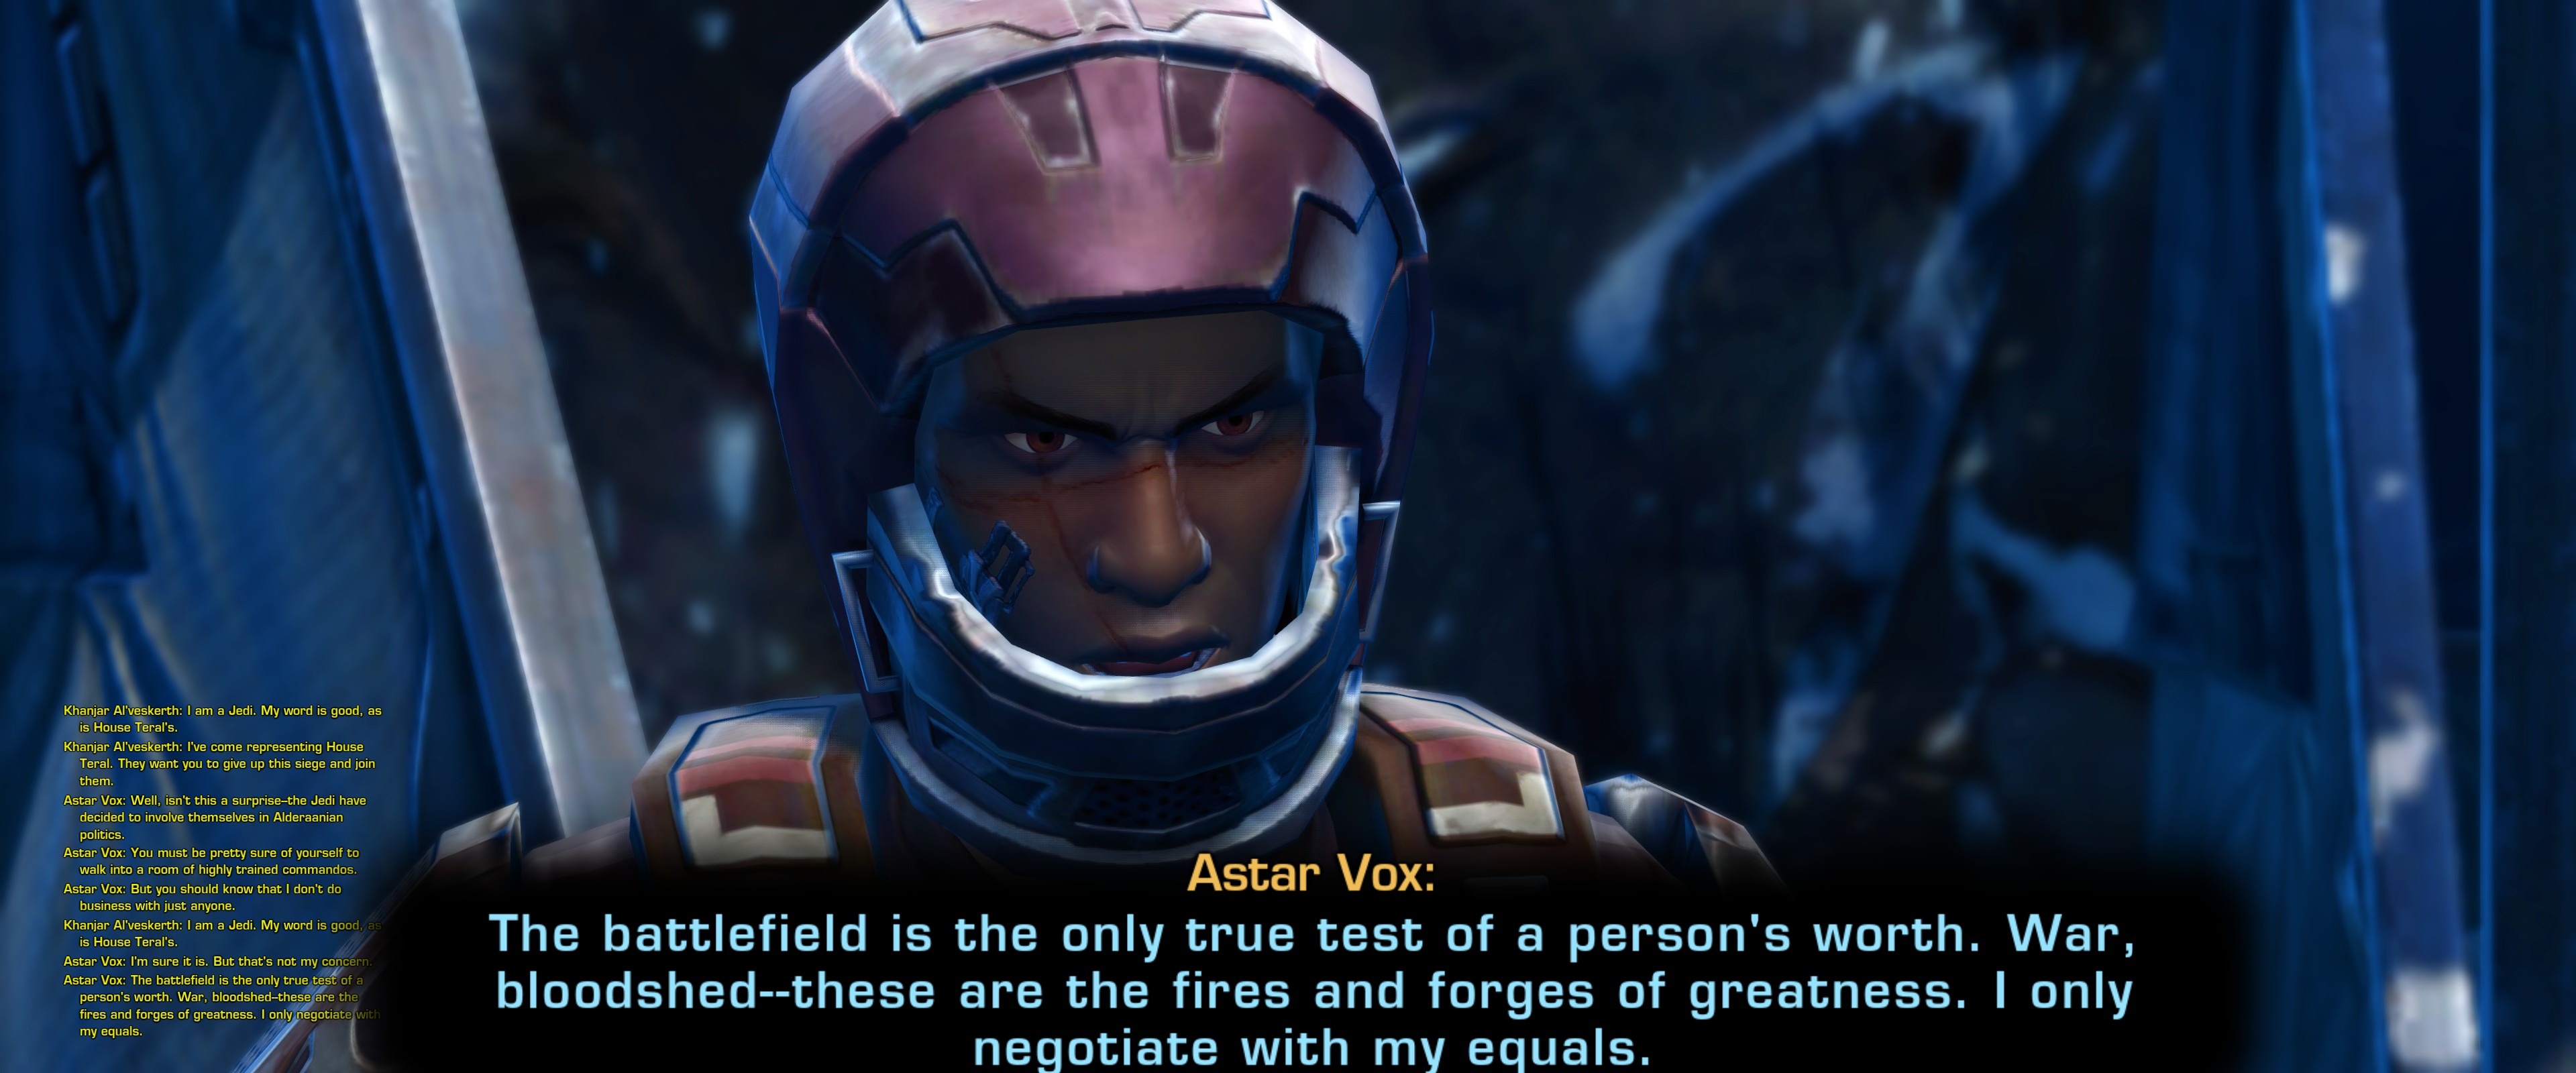 Khanjar Al'veskerth: I am a Jedi. My word is good, as
is House Teral's.
Khanjar Al'veskerth: I've come representing House
Teral. They want you to give up this siege and join
them.
Astar Vox: Well, isn't this a surprise--the Jedi have
decided to involve themselves in Alderaanian
politics.
Astar Vox: You must be pretty sure of yourself to
walk into a room of highly trained commandos.
Astar Vox: But you should know that I don't do
business with just anyone.
Khanjar Al'veskerth: I am a Jedi. My word is good, as
is House Teral's.
Astar Vox: I'm sure it is. But that's not my concern.
Astar Vox: The battlefield is the only true test of a
person's worth. War, bloodshed--these are the
fires and forges of greatness. I only negotiate with
my equals.
Astar Vox:
The battlefield is the only true test of a person's worth. War,
bloodshed--these are the fires and forges of greatness. I only
negotiate with my equals.